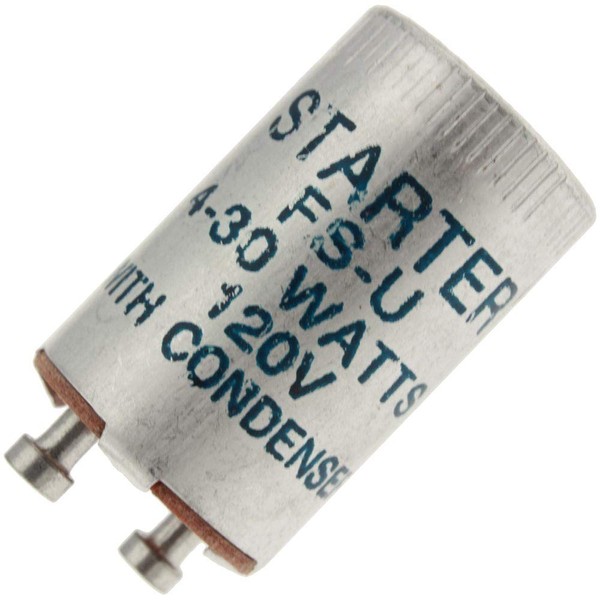 STARTER
FS-U
4-30 WATTS
120V
WITH CONDENSE